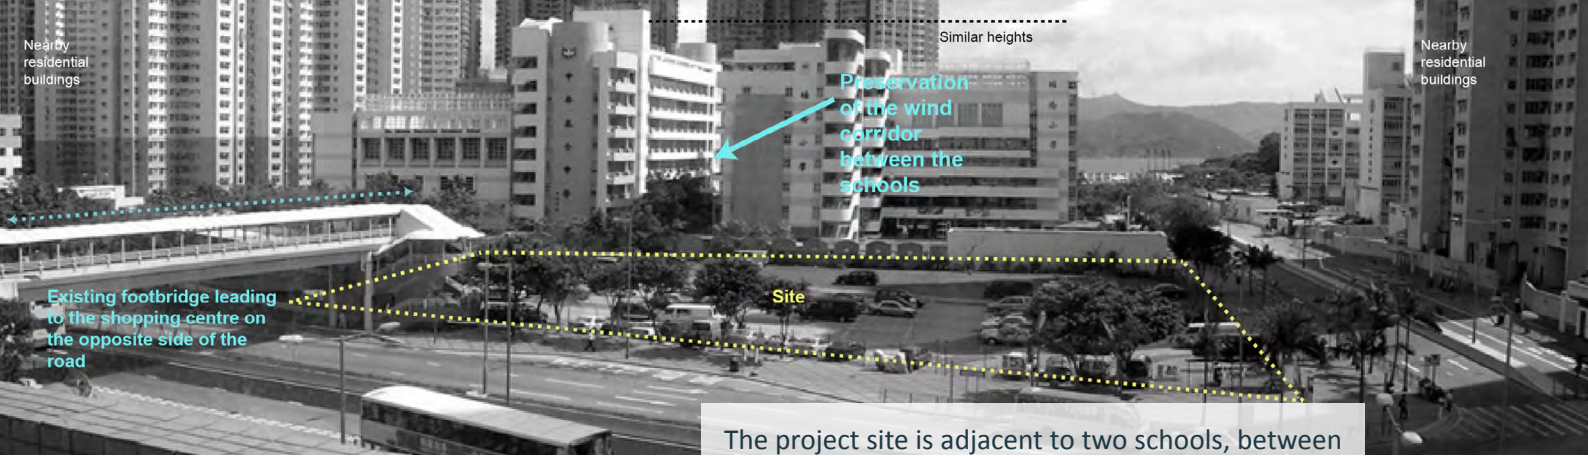 Nearby
residential
buildings
Similar heights
Nearby
residential
buildings
Preservation
of the wind
corridor
between the
schools
Existing footbridge leading
to the shopping centre on
the opposite side of the
road
Site
The project site is adjacent to two schools, between